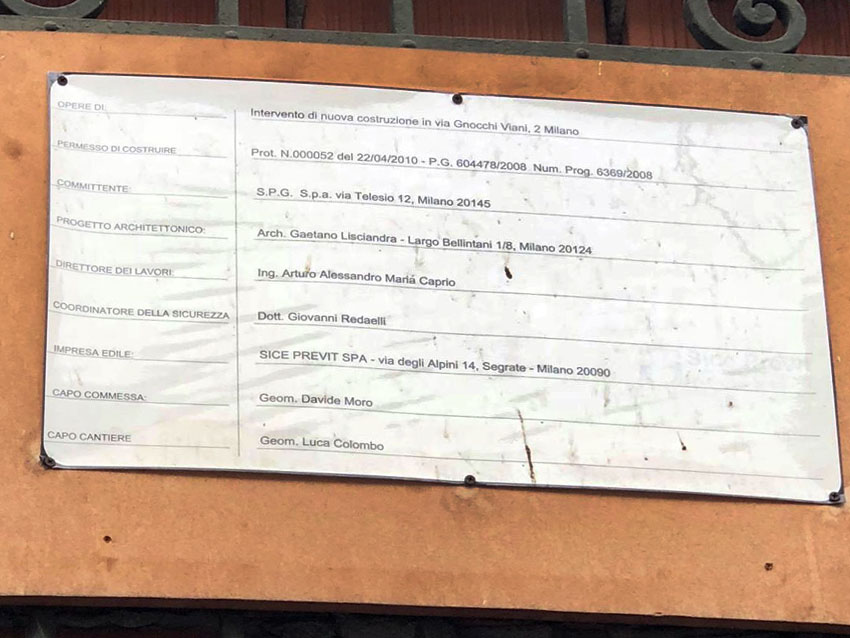 OPERE DI: Intervento di nuova costruzione in via Gnocchi Viani, 2 Milano
PERMESSO DI COSTRUIRE Prot. N.000052 del 22/04/2010 - P.G. 604478/2008 Num. Prog. 6369/2008
COMMITTENTE: S.P.G. S.p.a. via Telesio 12, Milano 20145
PROGETTO ARCHITETTONICO: Arch. Gaetano Lisciandra - Largo Bellintani 1/8, Milano 20124
DIRETTORE DEI LAVORI: Ing. Arturo Alessandro Maria Caprio
COORDINATORE DELLA SICUREZZA Dott. Giovanni Redaelli
IMPRESA EDILE: SICE PREVIT SPA - via degli Alpini 14, Segrate - Milano 20090
CAPO COMMESSA: Geom. Davide Moro
CAPO CANTIERE Geom. Luca Colombo